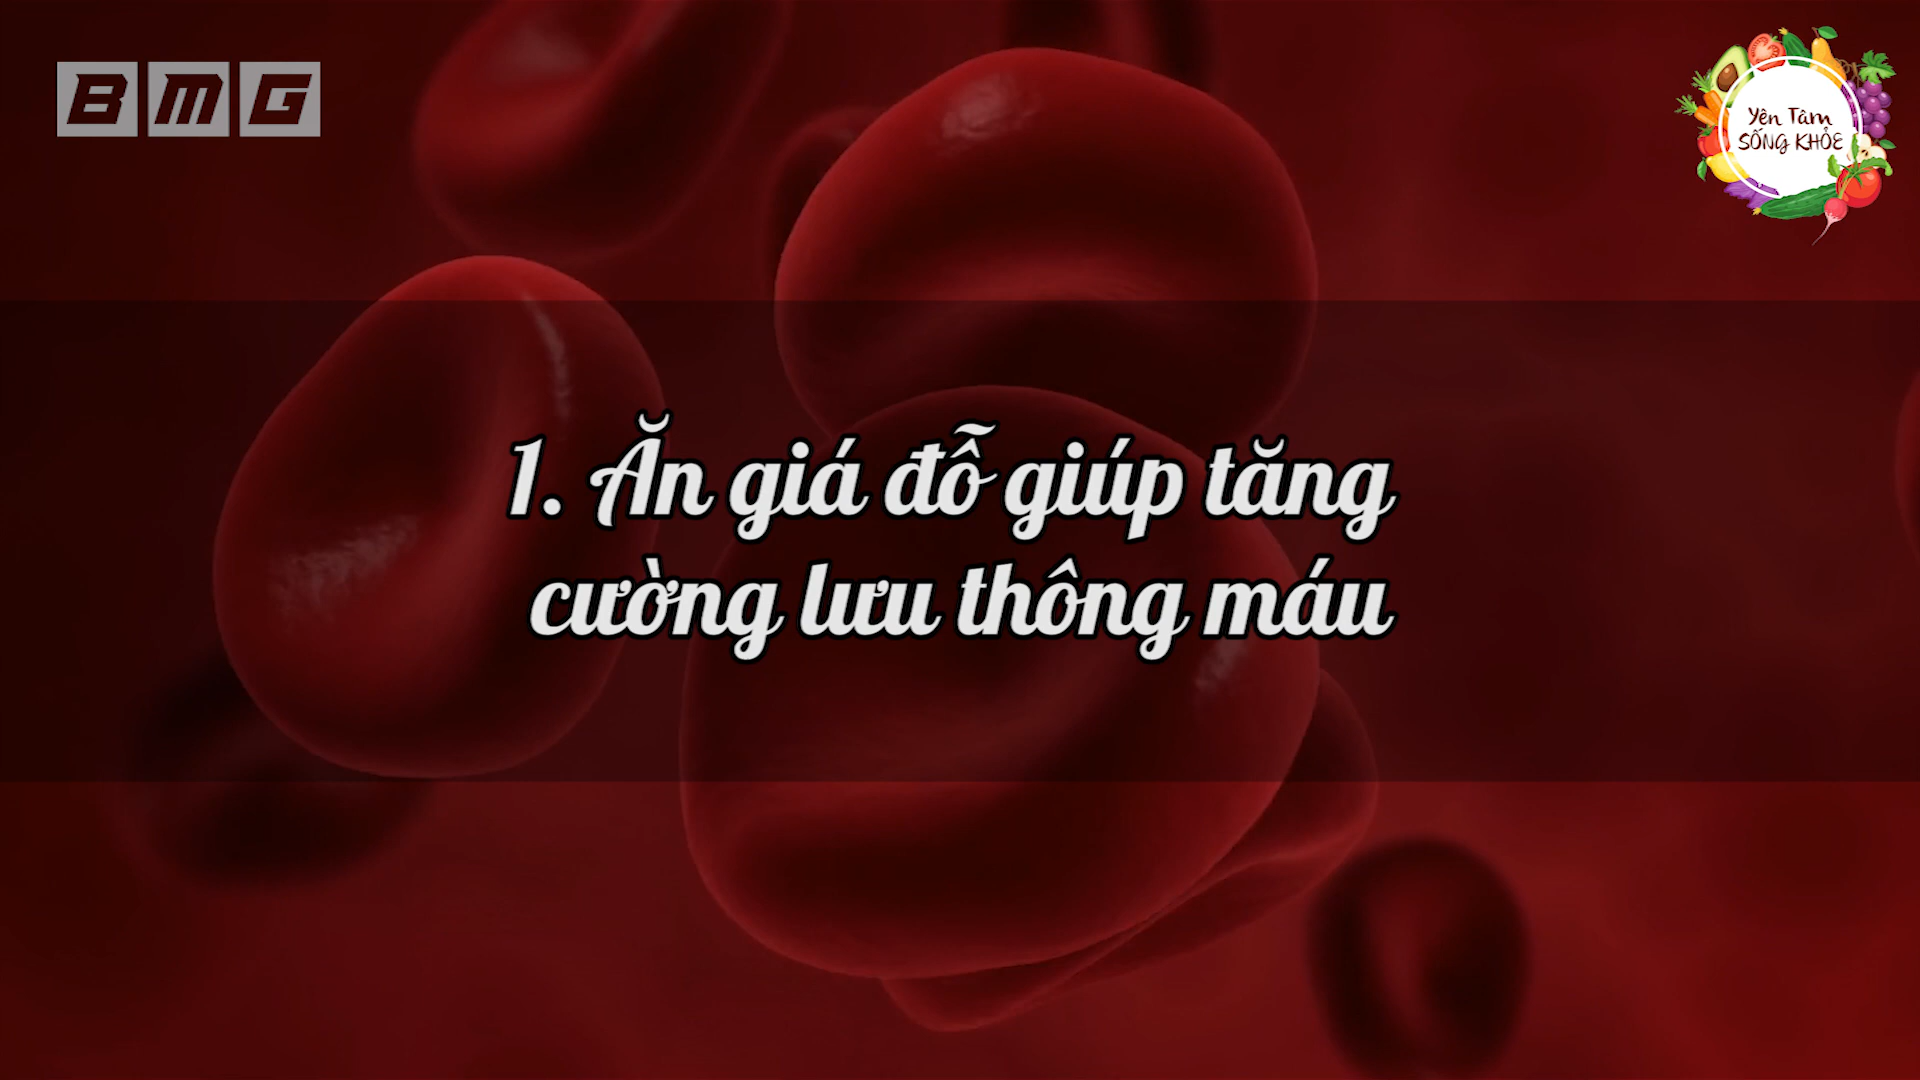 BMG
Yên Tâm
SỐNG KHỎE
1. Ăn giá đỗ giúp tăng
cường lưu thông máu